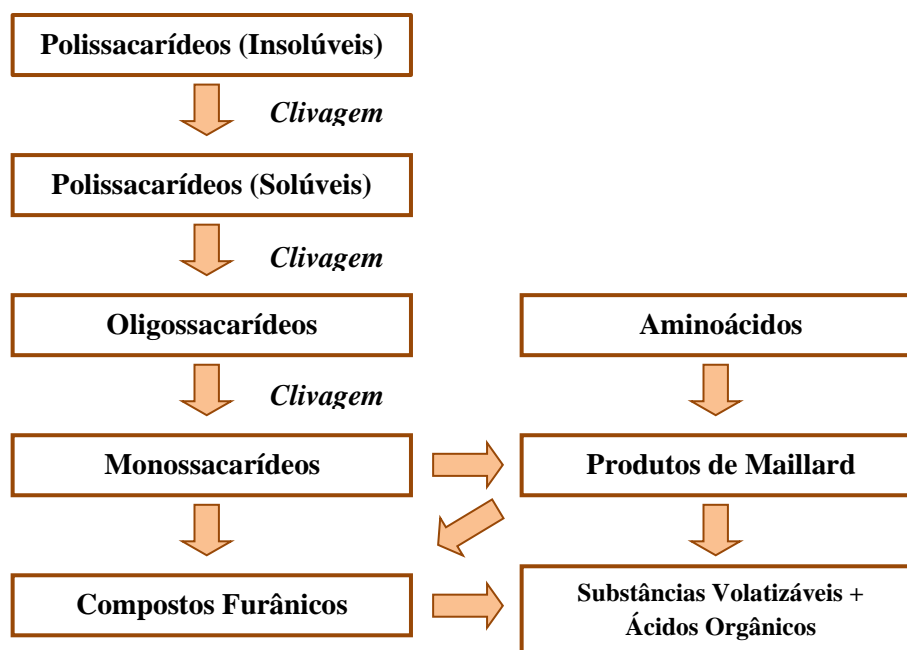 Polissacarídeos (Insolúveis)
Clivagem
Polissacarídeos (Solúveis)
Clivagem
Oligossacarídeos
Aminoácidos
Clivagem
Monossacarídeos
Produtos de Maillard
Compostos Furânicos
Substâncias Volatizáveis +
Ácidos Orgânicos